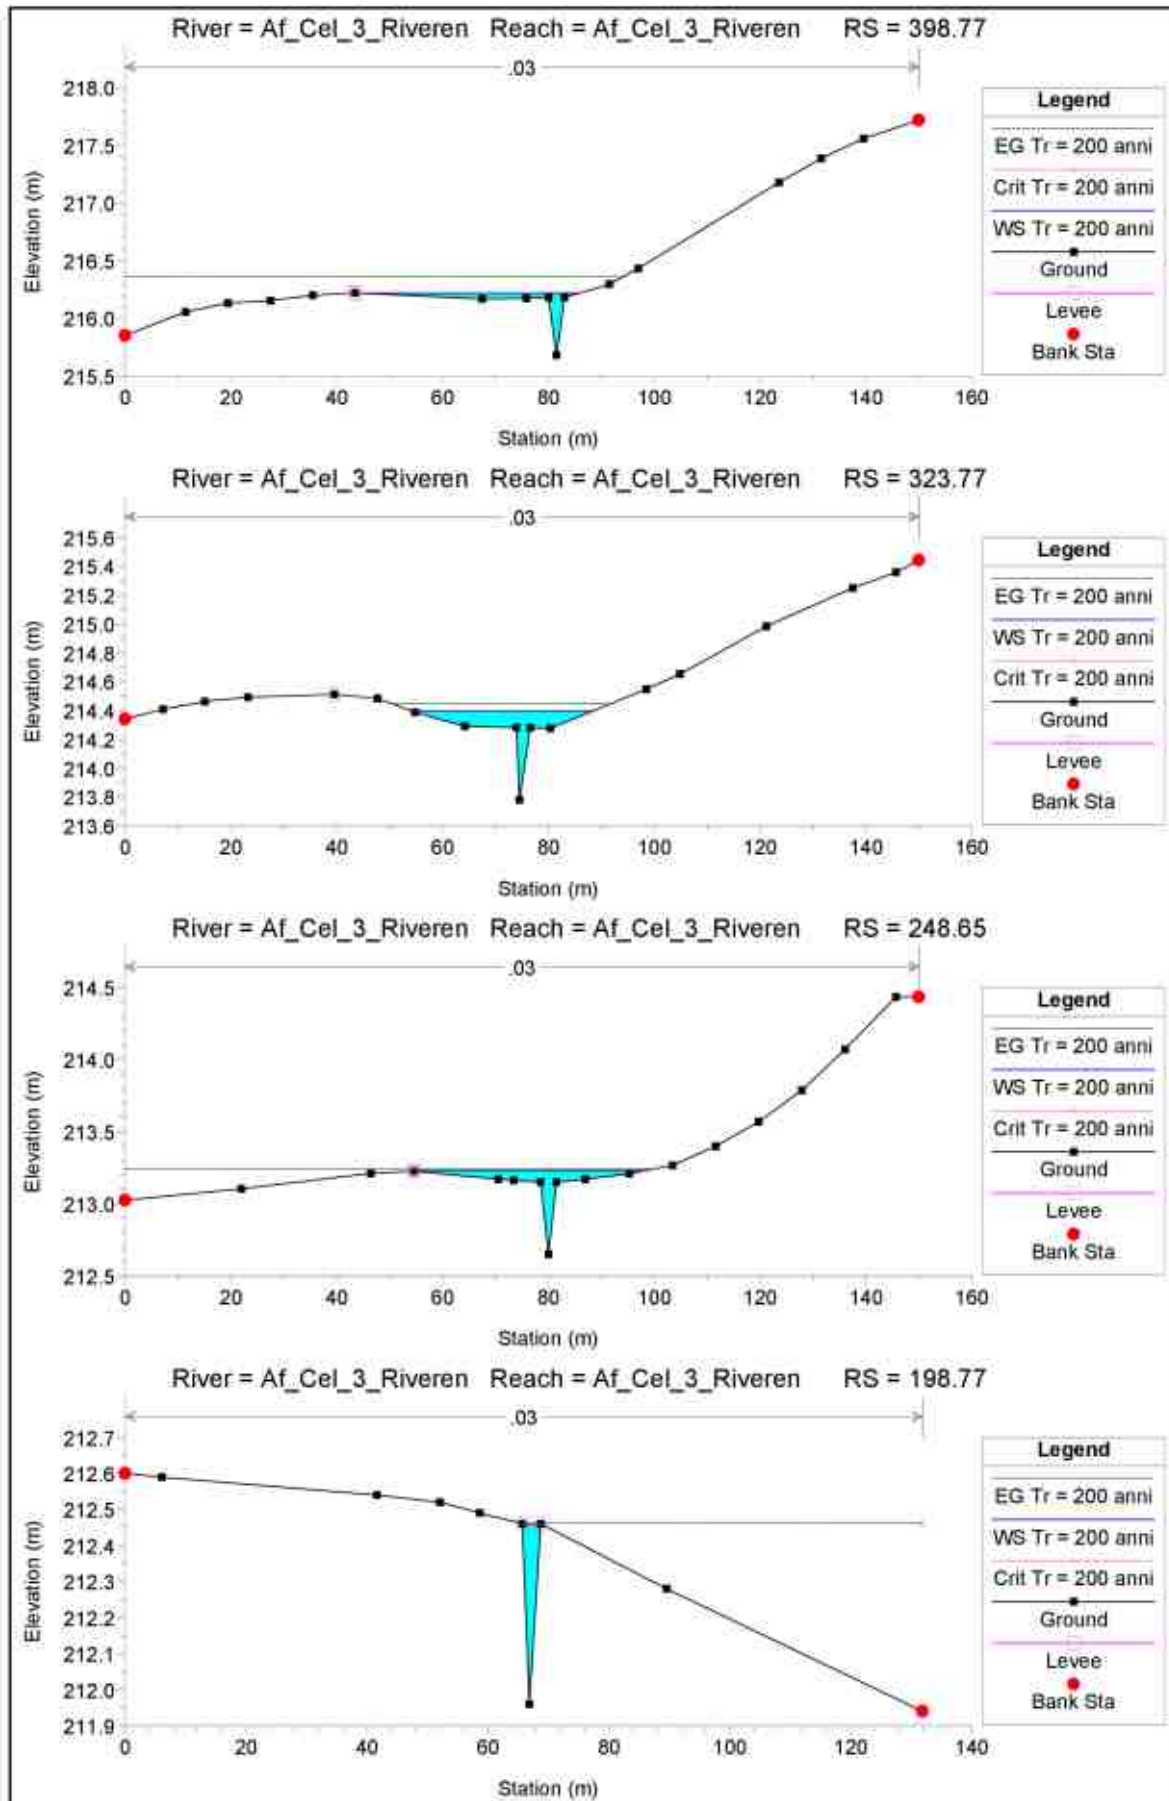 River = Af_Cel_3_Riveren Reach = Af_Cel_3_Riveren RS = 398.77
.03
218.0
217.5
217.0
216.5
216.0
215.5
Elevation (m)
0 20 40 60 80 100 120 140 160
Station (m)
Legend
EG Tr = 200 anni
Crit Tr = 200 anni
WS Tr = 200 anni
Ground
Levee
Bank Sta
River = Af_Cel_3_Riveren Reach = Af_Cel_3_Riveren RS = 323.77
.03
215.6
215.4
215.2
215.0
214.8
214.6
214.4
214.2
214.0
213.8
213.6
Elevation (m)
0 20 40 60 80 100 120 140 160
Station (m)
Legend
EG Tr = 200 anni
WS Tr = 200 anni
Crit Tr = 200 anni
Ground
Levee
Bank Sta
River = Af_Cel_3_Riveren Reach = Af_Cel_3_Riveren RS = 248.65
.03
214.5
214.0
213.5
213.0
212.5
Elevation (m)
0 20 40 60 80 100 120 140 160
Station (m)
Legend
EG Tr = 200 anni
WS Tr = 200 anni
Crit Tr = 200 anni
Ground
Levee
Bank Sta
River = Af_Cel_3_Riveren Reach = Af_Cel_3_Riveren RS = 198.77
.03
212.7
212.6
212.5
212.4
212.3
212.2
212.1
212.0
211.9
Elevation (m)
0 20 40 60 80 100 120 140
Station (m)
Legend
EG Tr = 200 anni
WS Tr = 200 anni
Crit Tr = 200 anni
Ground
Levee
Bank Sta